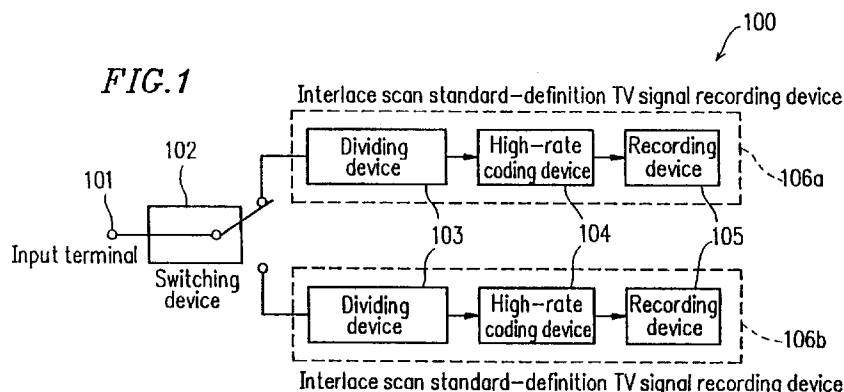 100
FIG.1
Interlace scan standard-definition TV signal recording device
102
101
Dividing
device
High-rate
coding device
Recording
device
106a
Input terminal
Switching
device
103
104
105
Dividing
device
High-rate
coding device
Recording
device
106b
Interlace scan standard-definition TV signal recording device